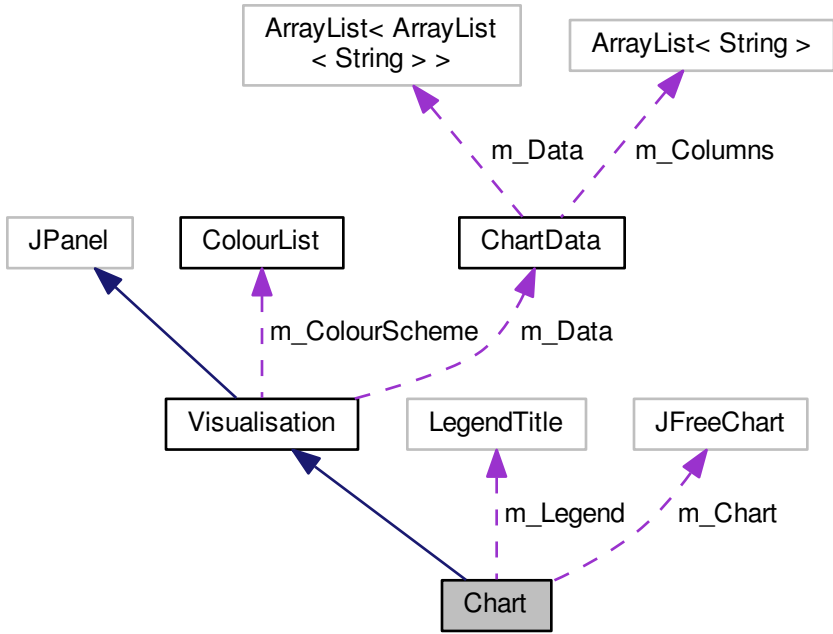 ArrayList< ArrayList
< String > >
ArrayList< String >
m_Data
m_Columns
JPanel
ColourList
ChartData
m_ColourScheme
m_Data
Visualisation
LegendTitle
JFreeChart
m_Legend
m_Chart
Chart